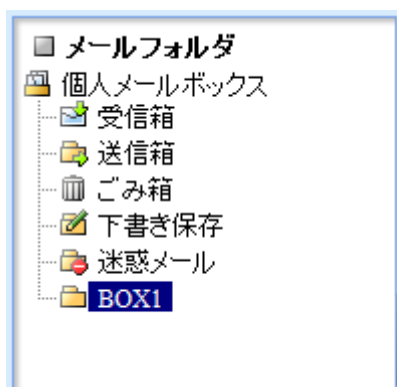 メールフォルダ
個人メールボックス
受信箱
送信箱
ごみ箱
下書き保存
迷惑メール
BOX1